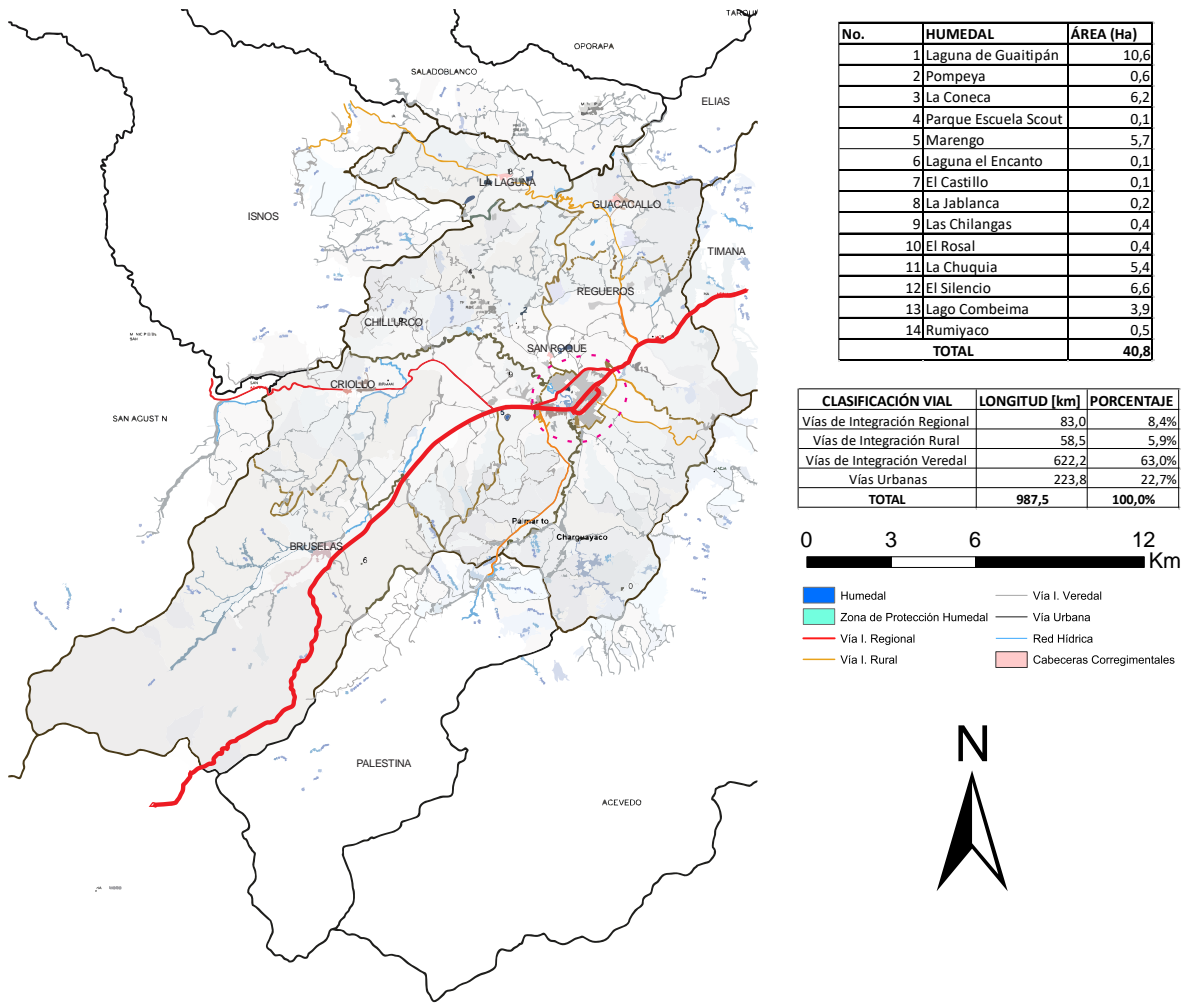 TARQUI
OPORAPA
SALADOBLANCO
ELIAS
LA LAGUNA
GUACACALLO
ISNOS
TIMANA
REGUEROS
CHILLURCO
SAN ROQUE
CRIOLLO
SAN AGUST N
Palmar to
Charguayaco
BRUSELAS
PALESTINA
ACEVEDO
No. HUMEDAL ÁREA (Ha)
1 Laguna de Guaitipán 10,6
2 Pompeya 0,6
3 La Coneca 6,2
4 Parque Escuela Scout 0,1
5 Marengo 5,7
6 Laguna el Encanto 0,1
7 El Castillo 0,1
8 La Jablanca 0,2
9 Las Chilangas 0,4
10 El Rosal 0,4
11 La Chuquia 5,4
12 El Silencio 6,6
13 Lago Combeima 3,9
14 Rumiyaco 0,5
TOTAL 40,8
CLASIFICACIÓN VIAL LONGITUD [km] PORCENTAJE
Vías de Integración Regional 83,0 8,4%
Vías de Integración Rural 58,5 5,9%
Vías de Integración Veredal 622,2 63,0%
Vías Urbanas 223,8 22,7%
TOTAL 987,5 100,0%
0 3 6 12
Km
Humedal
Zona de Protección Humedal
Vía I. Regional
Vía I. Rural
Vía I. Veredal
Vía Urbana
Red Hídrica
Cabeceras Corregimentales
N